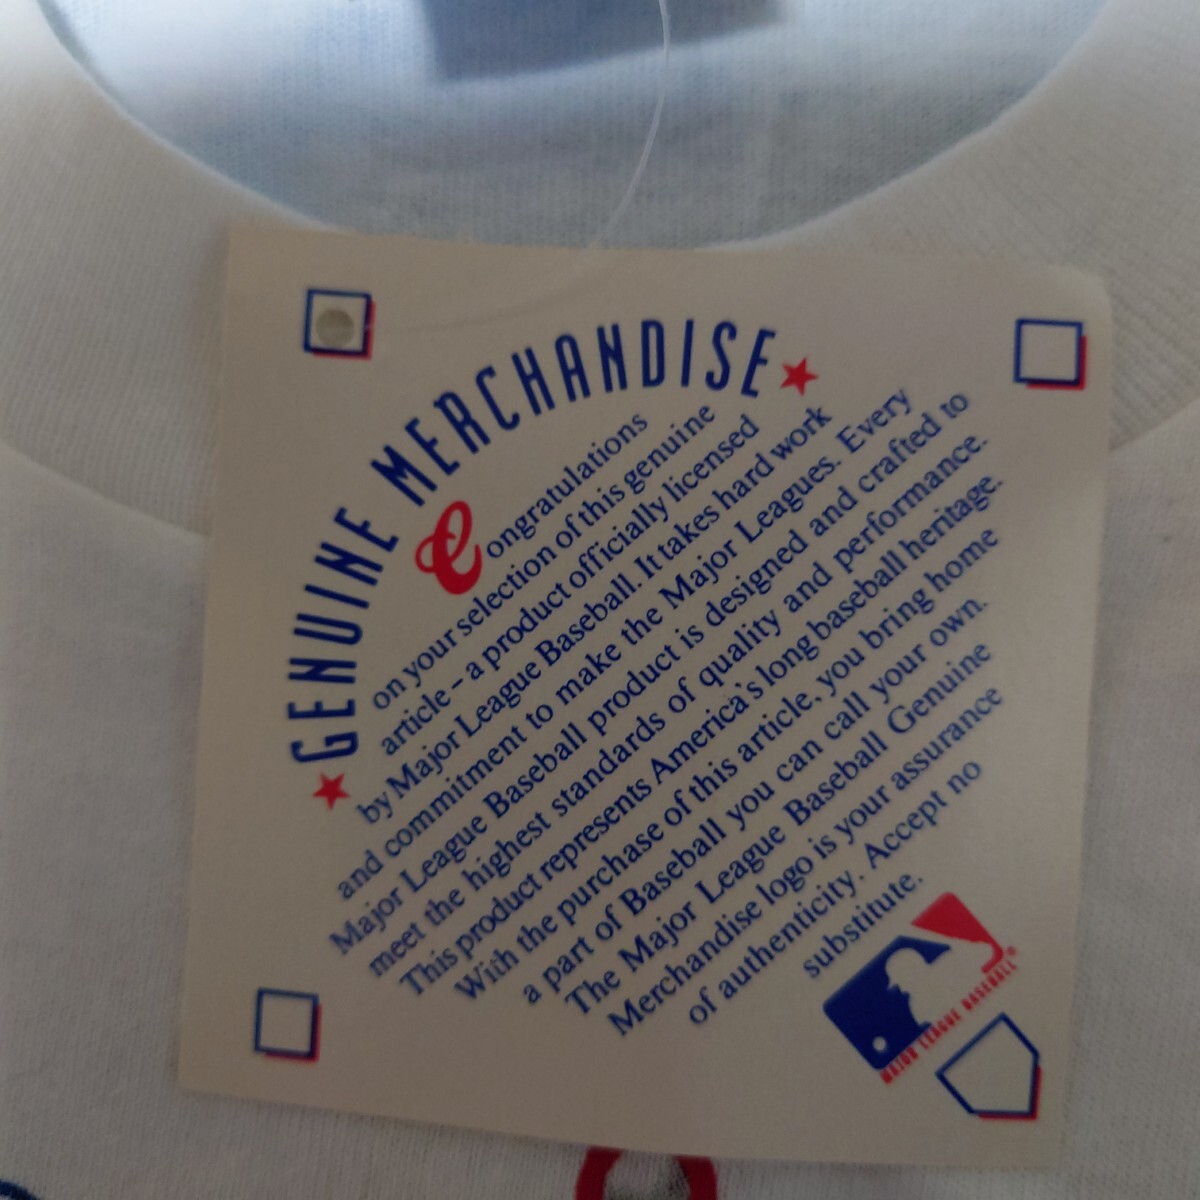 GENUINE MERCHANDISE
Congratulations
on your selection of this genuine
article – a product officially licensed
by Major League Baseball. It takes hard work
and commitment to make the Major Leagues. Every
Major League Baseball product is designed and crafted to
meet the highest standards of quality and performance.
This product represents America's long baseball heritage.
With the purchase of this article, you bring home
a part of Baseball you can call your own.
The Major League Baseball Genuine
Merchandise logo is your assurance
of authenticity. Accept no
substitute.
MAJOR LEAGUE BASEBALL®